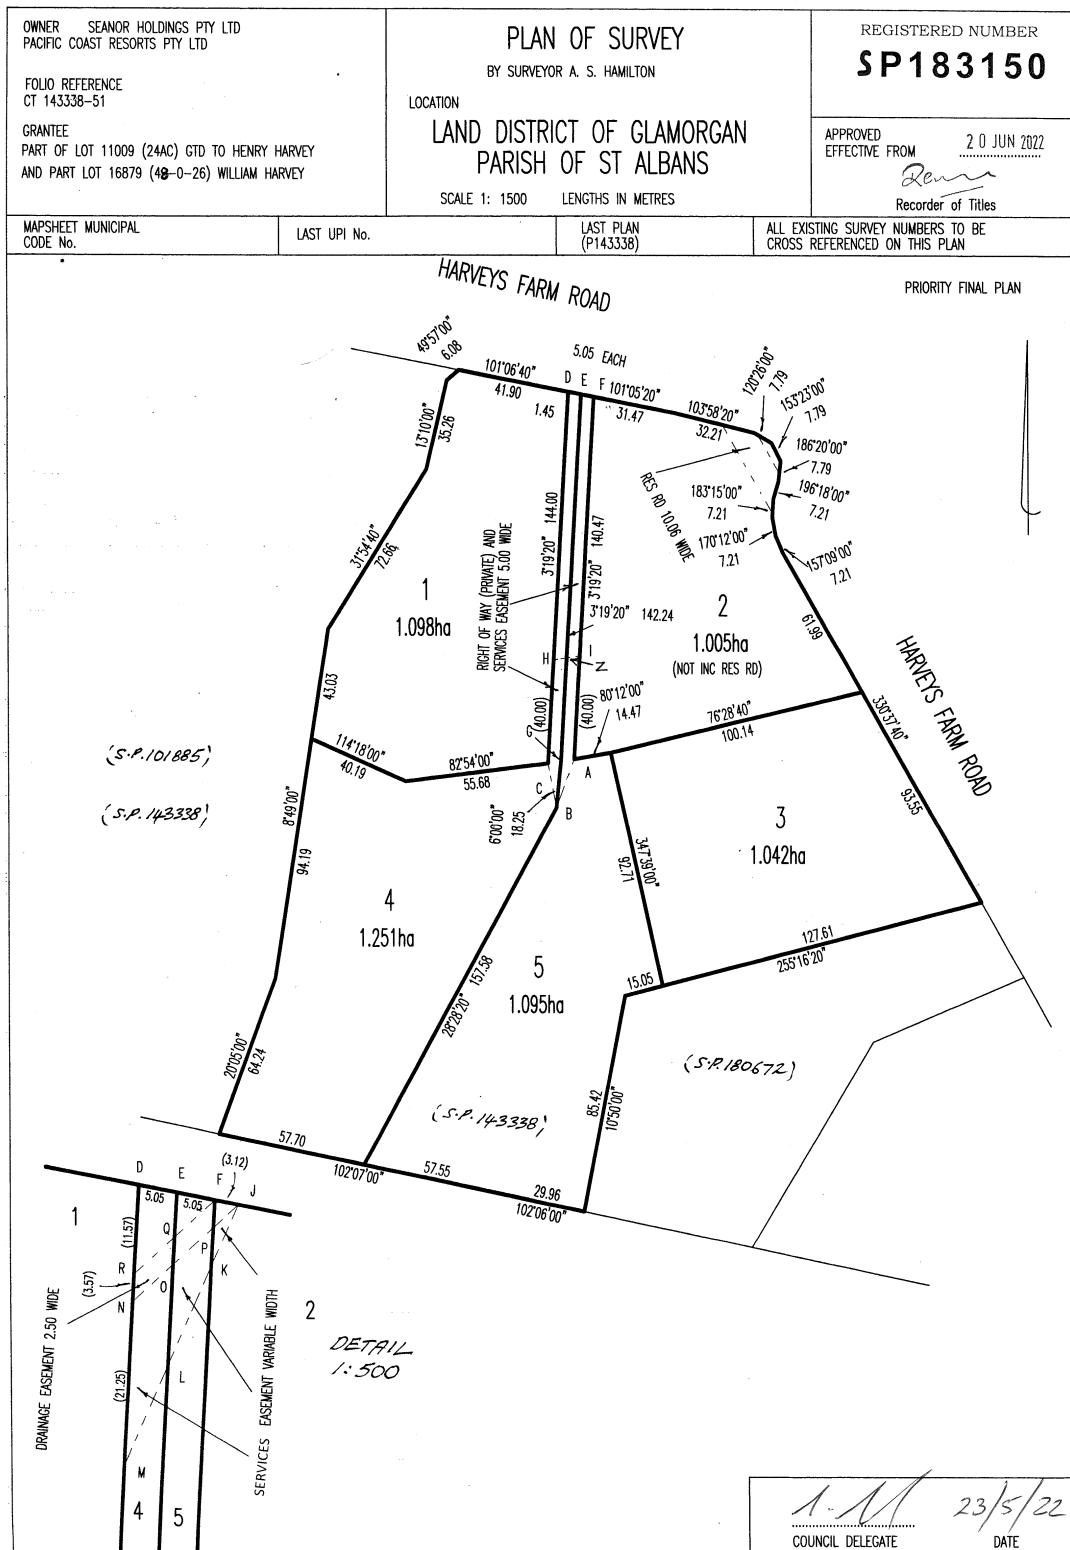 OWNER SEANOR HOLDINGS PTY LTD
PACIFIC COAST RESORTS PTY LTD
FOLIO REFERENCE
CT 143338-51
GRANTEE
PART OF LOT 11009 (24AC) GTD TO HENRY HARVEY
AND PART LOT 16879 (48-0-26) WILLIAM HARVEY
PLAN OF SURVEY
BY SURVEYOR A. S. HAMILTON
LOCATION
LAND DISTRICT OF GLAMORGAN
PARISH OF ST ALBANS
SCALE 1: 1500 LENGTHS IN METRES
REGISTERED NUMBER
SP183150
APPROVED
EFFECTIVE FROM 20 JUN 2022
Recorder of Titles
MAPSHEET MUNICIPAL
CODE No.
LAST UPI No.
LAST PLAN
(P143338)
ALL EXISTING SURVEY NUMBERS TO BE
CROSS REFERENCED ON THIS PLAN
PRIORITY FINAL PLAN
HARVEYS FARM ROAD
49°57'00"
6.08
101°06'40"
41.90
5.05 EACH
D E F
1.45
101°05'20"
31.47
103°58'20"
32.21
120°26'00"
7.79
153°23'00"
7.79
186°20'00"
7.79
196°18'00"
7.21
183°15'00"
7.21
170°12'00"
7.21
157°09'00"
7.21
RES RD 10.06 WIDE
13°10'00"
35.26
31°54'40"
72.66
144.00
3°19'20"
140.47
3°19'20"
3°19'20" 142.24
RIGHT OF WAY (PRIVATE) AND
SERVICES EASEMENT 5.00 WIDE
1
1.098ha
2
1.005ha
(NOT INC RES RD)
61.99
HARVEYS FARM ROAD
H
I
Z
(40.00)
(40.00)
80°12'00"
14.47
76°28'40"
100.14
330°37'40"
93.55
43.03
114°18'00"
40.19
82°54'00"
55.68
G
A
C
B
6°00'00"
18.25
(S.P.101885)
(S.P.143338)
8°49'00"
94.19
347°39'00"
92.71
3
1.042ha
4
1.251ha
5
1.095ha
28°28'20"
157.58
127.61
255°16'20"
15.05
20°05'00"
64.24
85.42
10°50'00"
(S.P.180672)
(S.P.143338)
57.70
102°07'00"
57.55
29.96
102°06'00"
D E F J
(3.12)
5.05 5.05
1
(11.57)
Q
P
R
K
(3.57)
O
N
L
(21.25)
M
4 5
2
DRAINAGE EASEMENT 2.50 WIDE
SERVICES EASEMENT VARIABLE WIDTH
DETAIL
1:500
23/5/22
COUNCIL DELEGATE DATE